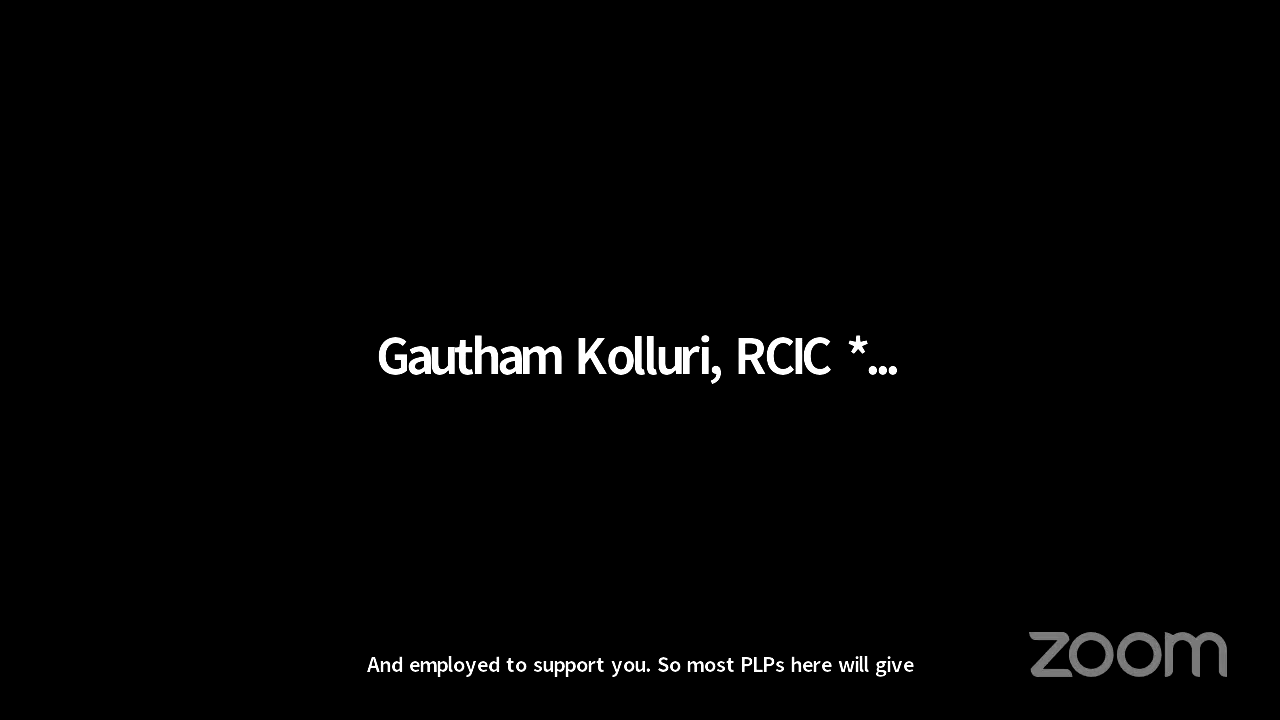 Gautham Kolluri, RCIC *...
And employed to support you. So most PLPs here will give
zoom